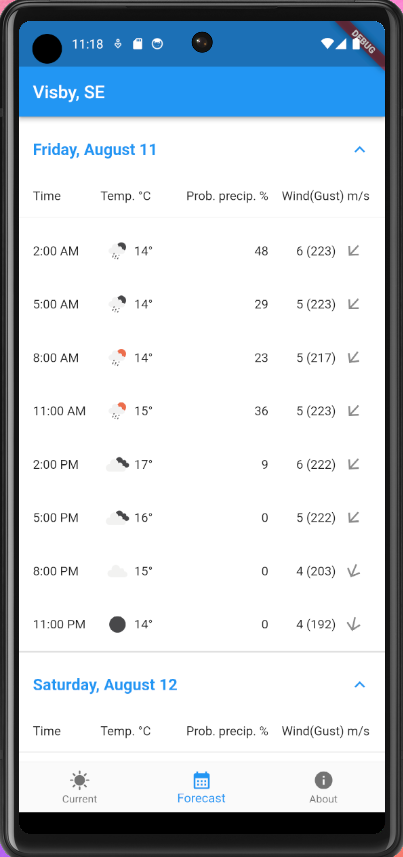 11:18
DEBUG
Visby, SE
Friday, August 11
Time Temp. °C Prob. precip. % Wind(Gust) m/s
2:00 AM 14° 48 6 (223)
5:00 AM 14° 29 5 (223)
8:00 AM 14° 23 5 (217)
11:00 AM 15° 36 5 (223)
2:00 PM 17° 9 6 (222)
5:00 PM 16° 0 5 (222)
8:00 PM 15° 0 4 (203)
11:00 PM 14° 0 4 (192)
Saturday, August 12
Time Temp. °C Prob. precip. % Wind(Gust) m/s
Current Forecast About